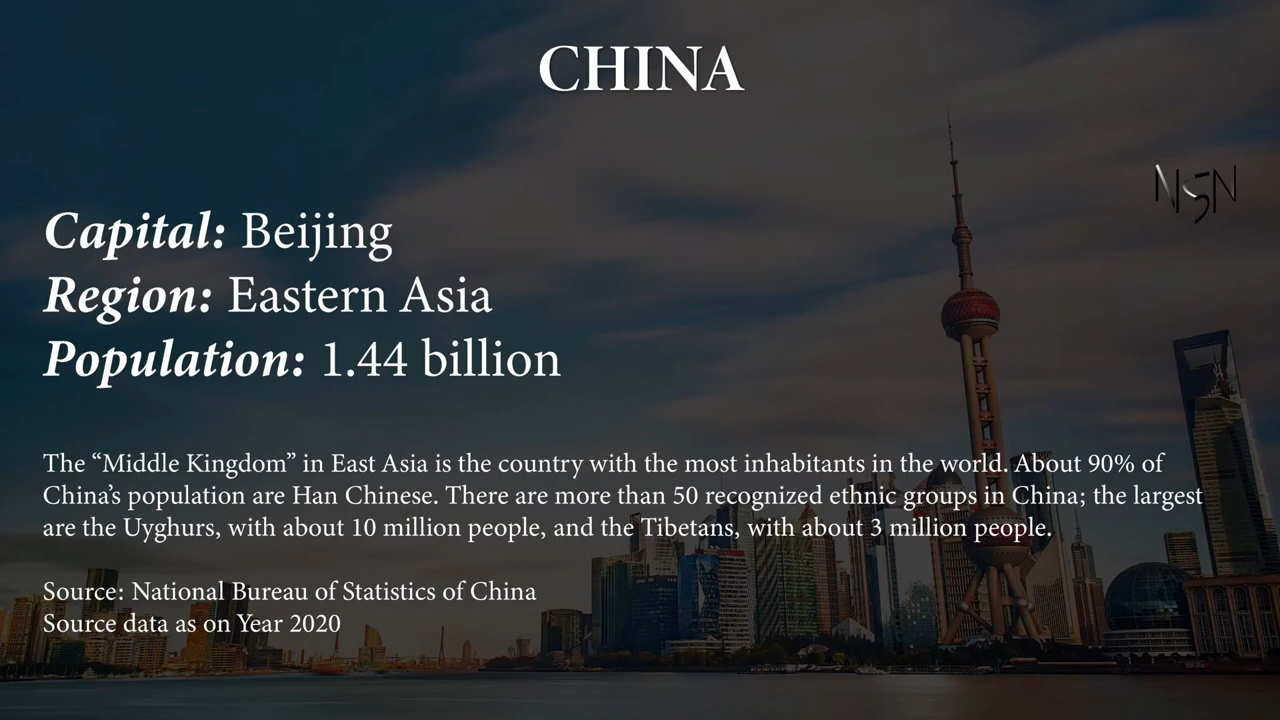 CHINA
NSN
Capital: Beijing
Region: Eastern Asia
Population: 1.44 billion
The “Middle Kingdom” in East Asia is the country with the most inhabitants in the world. About 90% of
China’s population are Han Chinese. There are more than 50 recognized ethnic groups in China; the largest
are the Uyghurs, with about 10 million people, and the Tibetans, with about 3 million people.
Source: National Bureau of Statistics of China
Source data as on Year 2020